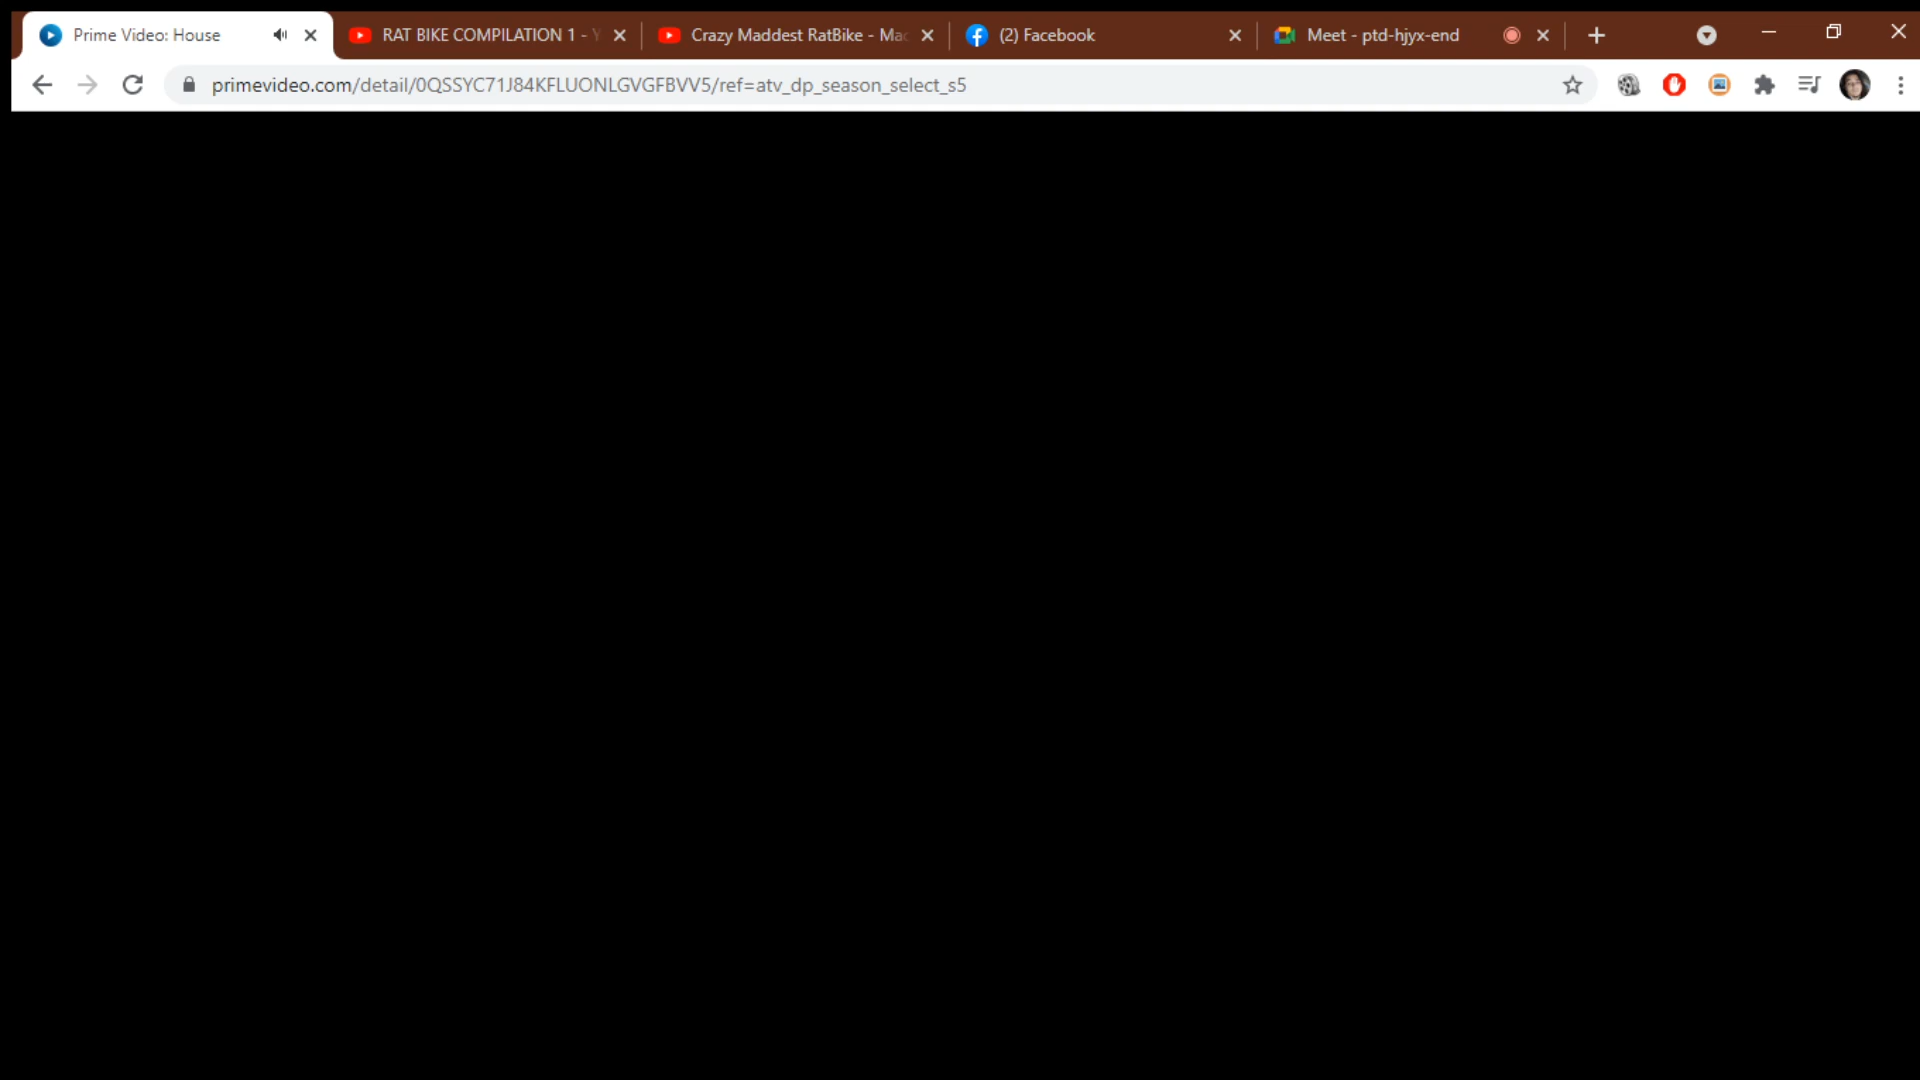 Prime Video: House
RAT BIKE COMPILATION 1 -
Crazy Maddest RatBike -
(2) Facebook
Meet - ptd-hjyx-end
primevideo.com/detail/0QSSYC71J84KFLUONLGVGFBVV5/ref=atv_dp_season_select_s5